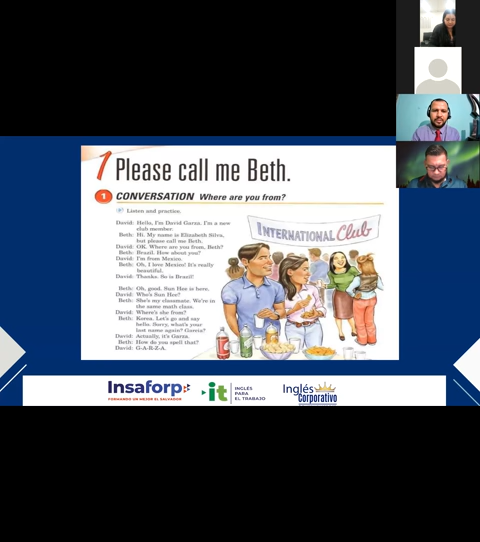 1 Please call me Beth.
1 CONVERSATION Where are you from?
Listen and practice.
David: Hello, I'm David Garza. I'm a new
club member.
Beth: Hi. My name is Elizabeth Silva,
but please call me Beth.
David: OK. Where are you from, Beth?
Beth: Brazil. How about you?
David: I'm from Mexico.
Beth: Oh, I love Mexico! It's really
beautiful.
David: Thanks. So is Brazil!
Beth: Oh, good. Sun Hee is here.
David: Who's Sun Hee?
Beth: She's my classmate. We're in
the same math class.
David: Where's she from?
Beth: Korea. Let's go and say
hello. Sorry, what's your
last name again? Garcia?
David: Actually, it's Garza.
Beth: How do you spell that?
David: G-A-R-Z-A.
INTERNATIONAL Club
Insaforp
FORMANDO UN MEJOR EL SALVADOR
it
INGLÉS
PARA
EL TRABAJO
Inglés
Corporativo